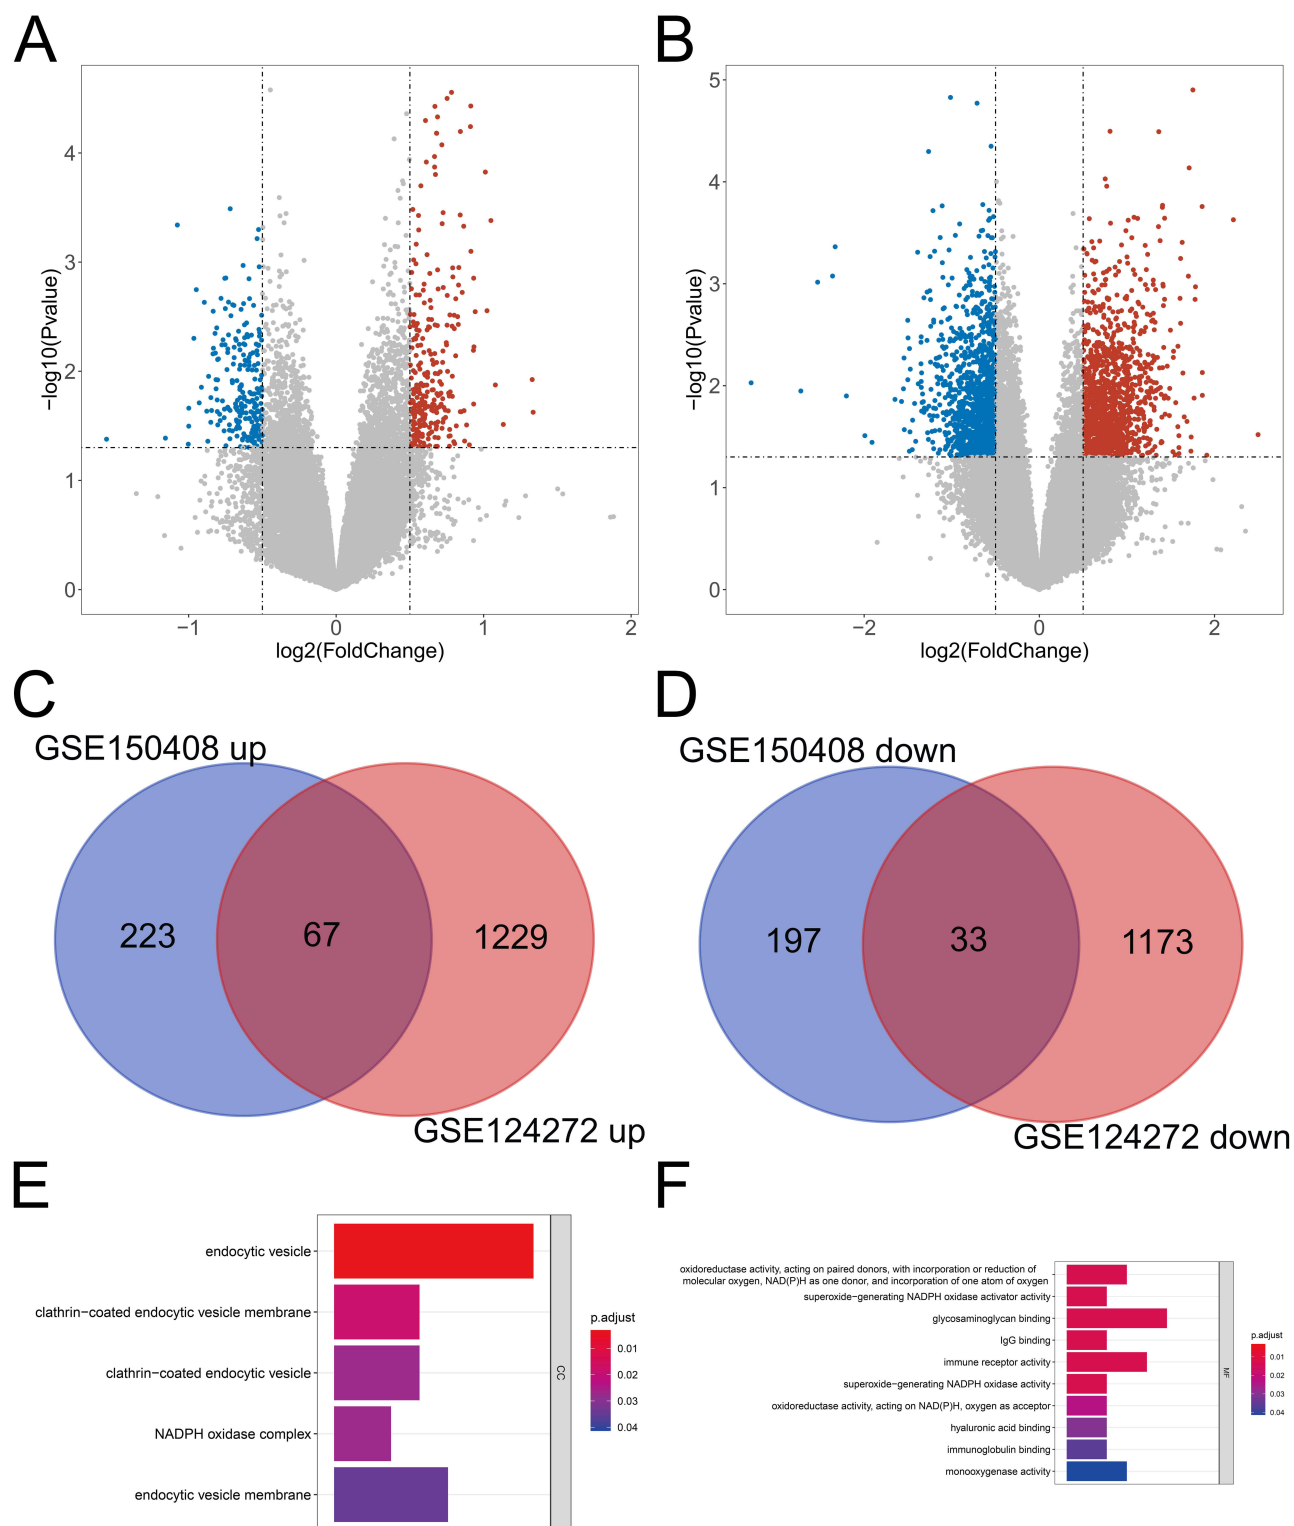 A
B
4
3
2
1
0
−log10(Pvalue)
−1
0
1
2
log2(FoldChange)
5
4
3
2
1
0
−log10(Pvalue)
−2
0
2
log2(FoldChange)
C
D
GSE150408 up
223
67
1229
GSE124272 up
GSE150408 down
197
33
1173
GSE124272 down
E
F
endocytic vesicle
clathrin−coated endocytic vesicle membrane
clathrin−coated endocytic vesicle
NADPH oxidase complex
endocytic vesicle membrane
CC
p.adjust
0.01
0.02
0.03
0.04
oxidoreductase activity, acting on paired donors, with incorporation or reduction of
molecular oxygen, NAD(P)H as one donor, and incorporation of one atom of oxygen
superoxide−generating NADPH oxidase activator activity
glycosaminoglycan binding
IgG binding
immune receptor activity
superoxide−generating NADPH oxidase activity
oxidoreductase activity, acting on NAD(P)H, oxygen as acceptor
hyaluronic acid binding
immunoglobulin binding
monooxygenase activity
MF
p.adjust
0.01
0.02
0.03
0.04